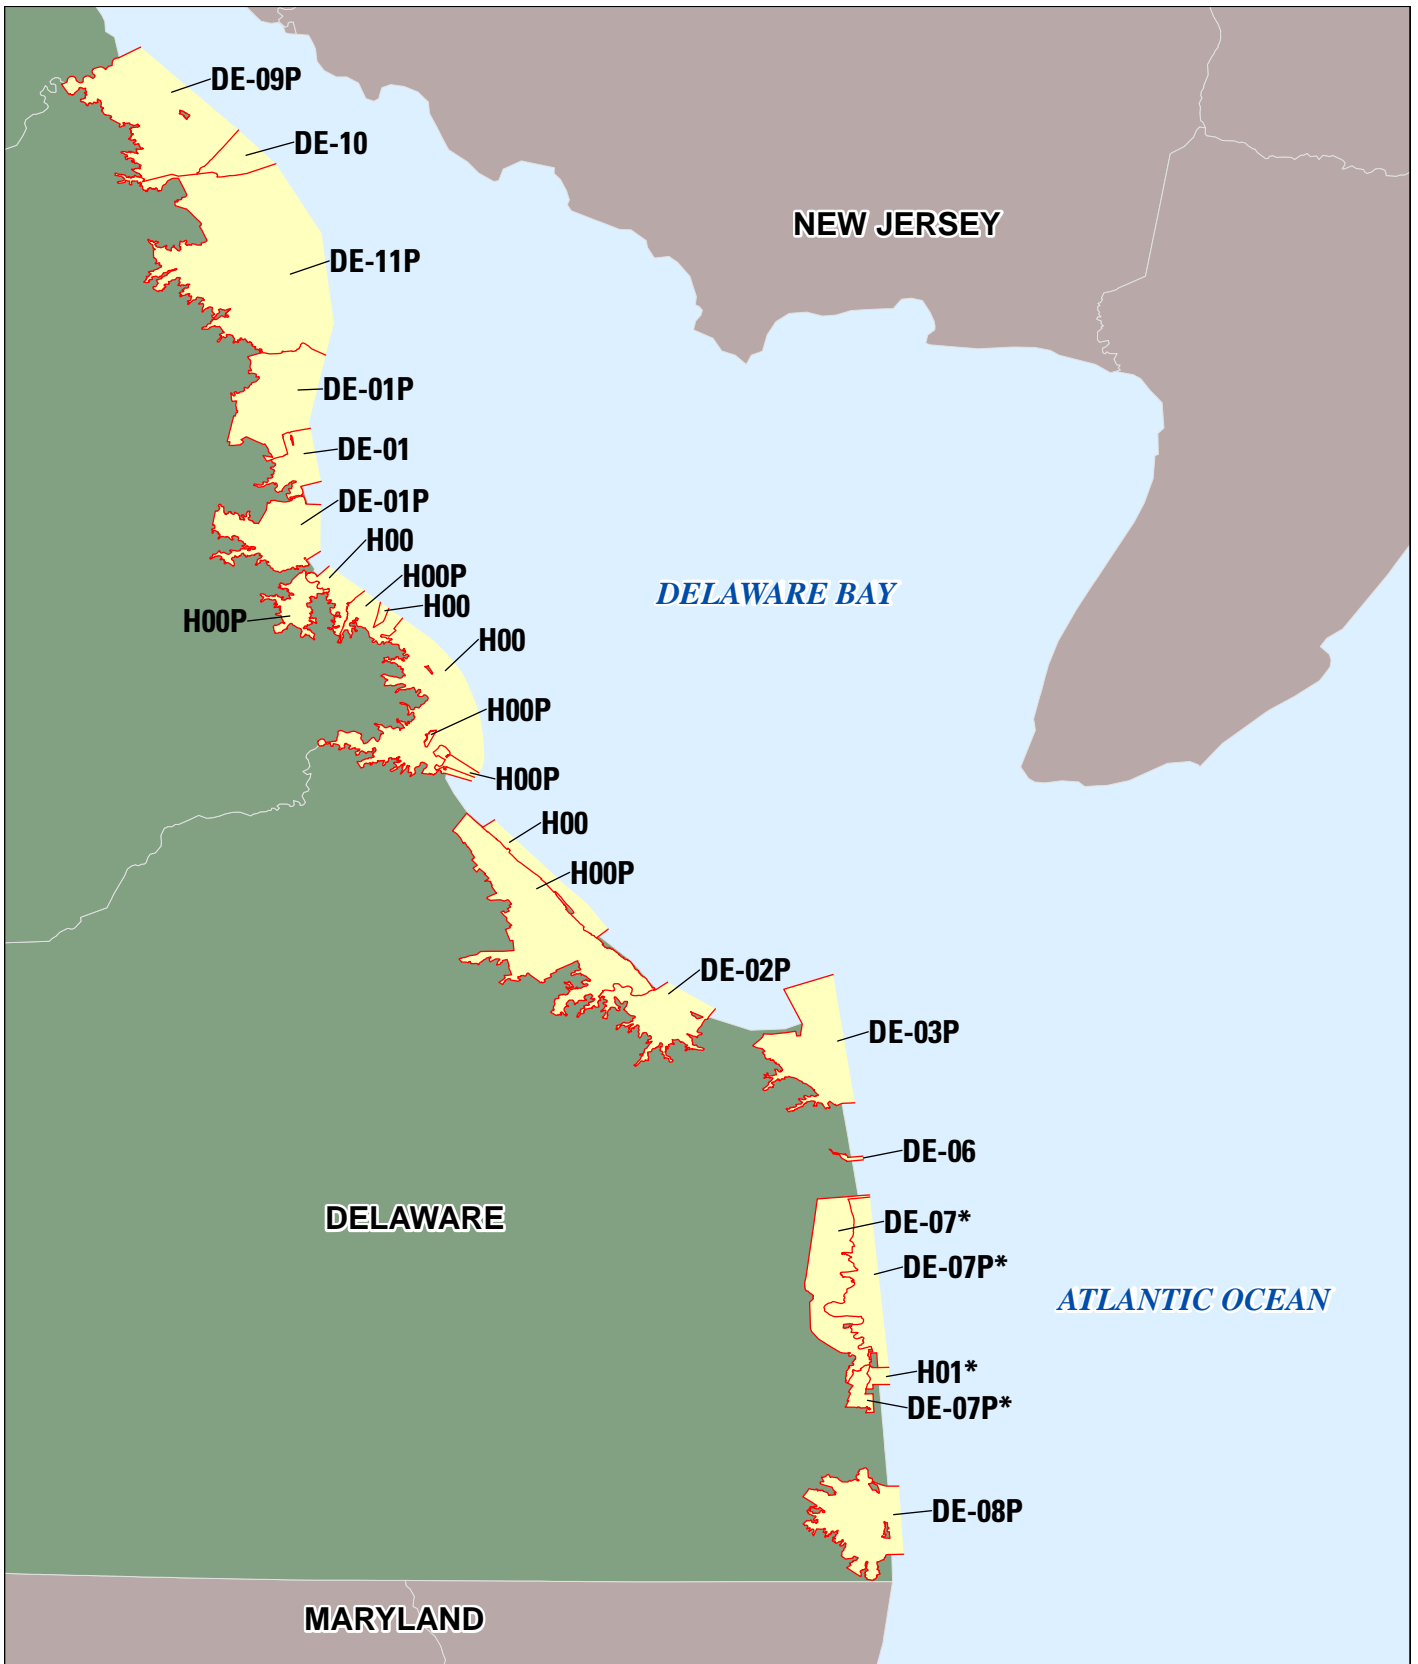 DE-09P
DE-10
NEW JERSEY
DE-11P
DE-01P
DE-01
DE-01P
H00
H00P
DELAWARE BAY
H00
H00P
H00
H00P
H00P
H00
H00P
DE-02P
DE-03P
DE-06
DELAWARE
DE-07*
DE-07P*
ATLANTIC OCEAN
H01*
DE-07P*
DE-08P
MARYLAND